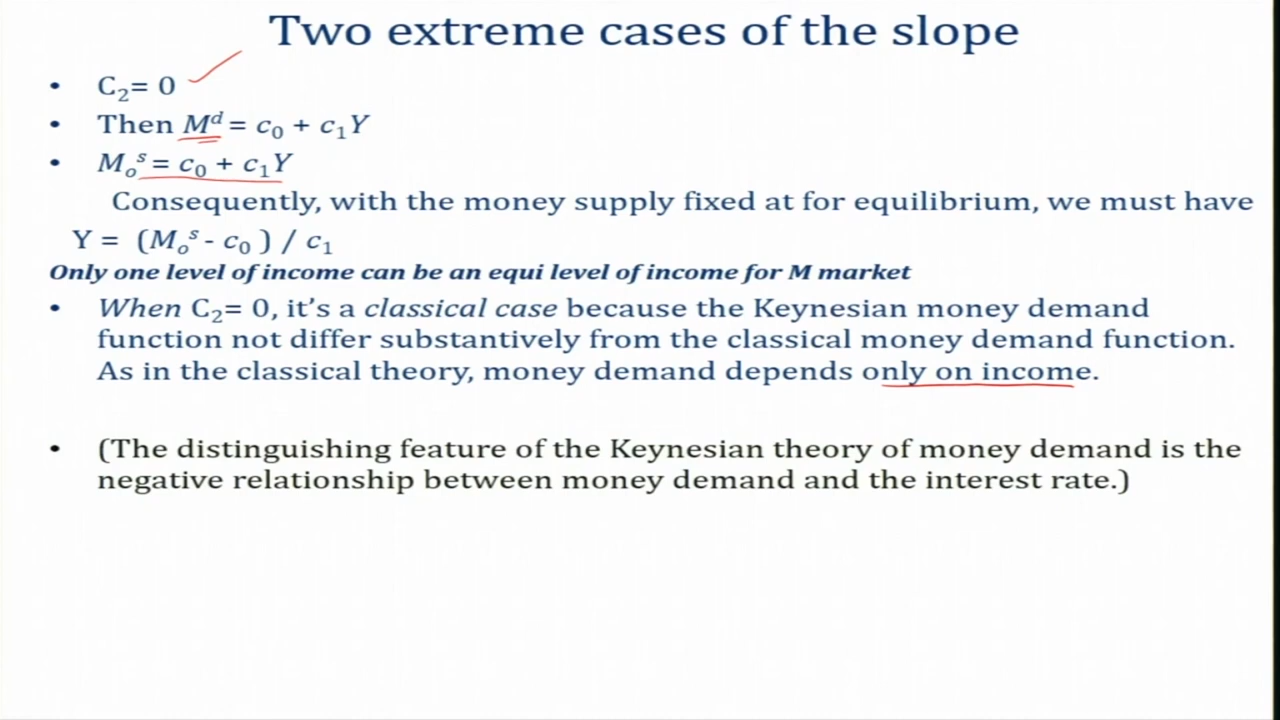 Two extreme cases of the slope
• C₂= 0
• Then Mᵈ = c₀ + c₁Y
• Mₒˢ = c₀ + c₁Y
Consequently, with the money supply fixed at for equilibrium, we must have
Y = (Mₒˢ - c₀ ) / c₁
Only one level of income can be an equi level of income for M market
• When C₂= 0, it’s a classical case because the Keynesian money demand
function not differ substantively from the classical money demand function.
As in the classical theory, money demand depends only on income.
• (The distinguishing feature of the Keynesian theory of money demand is the
negative relationship between money demand and the interest rate.)